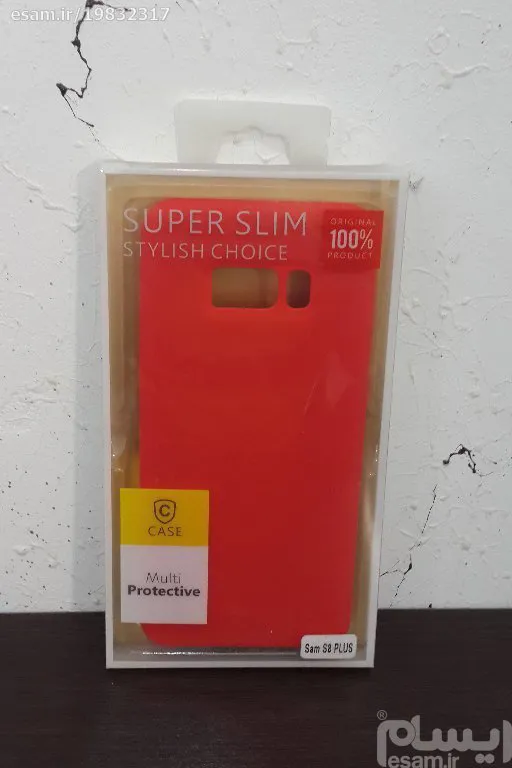 esam.ir/19832317
SUPER SLIM
STYLISH CHOICE
ORIGINAL
100%
PRODUCT
C
CASE
Multi
Protective
Sam S8 PLUS
ایسام®
esam.ir